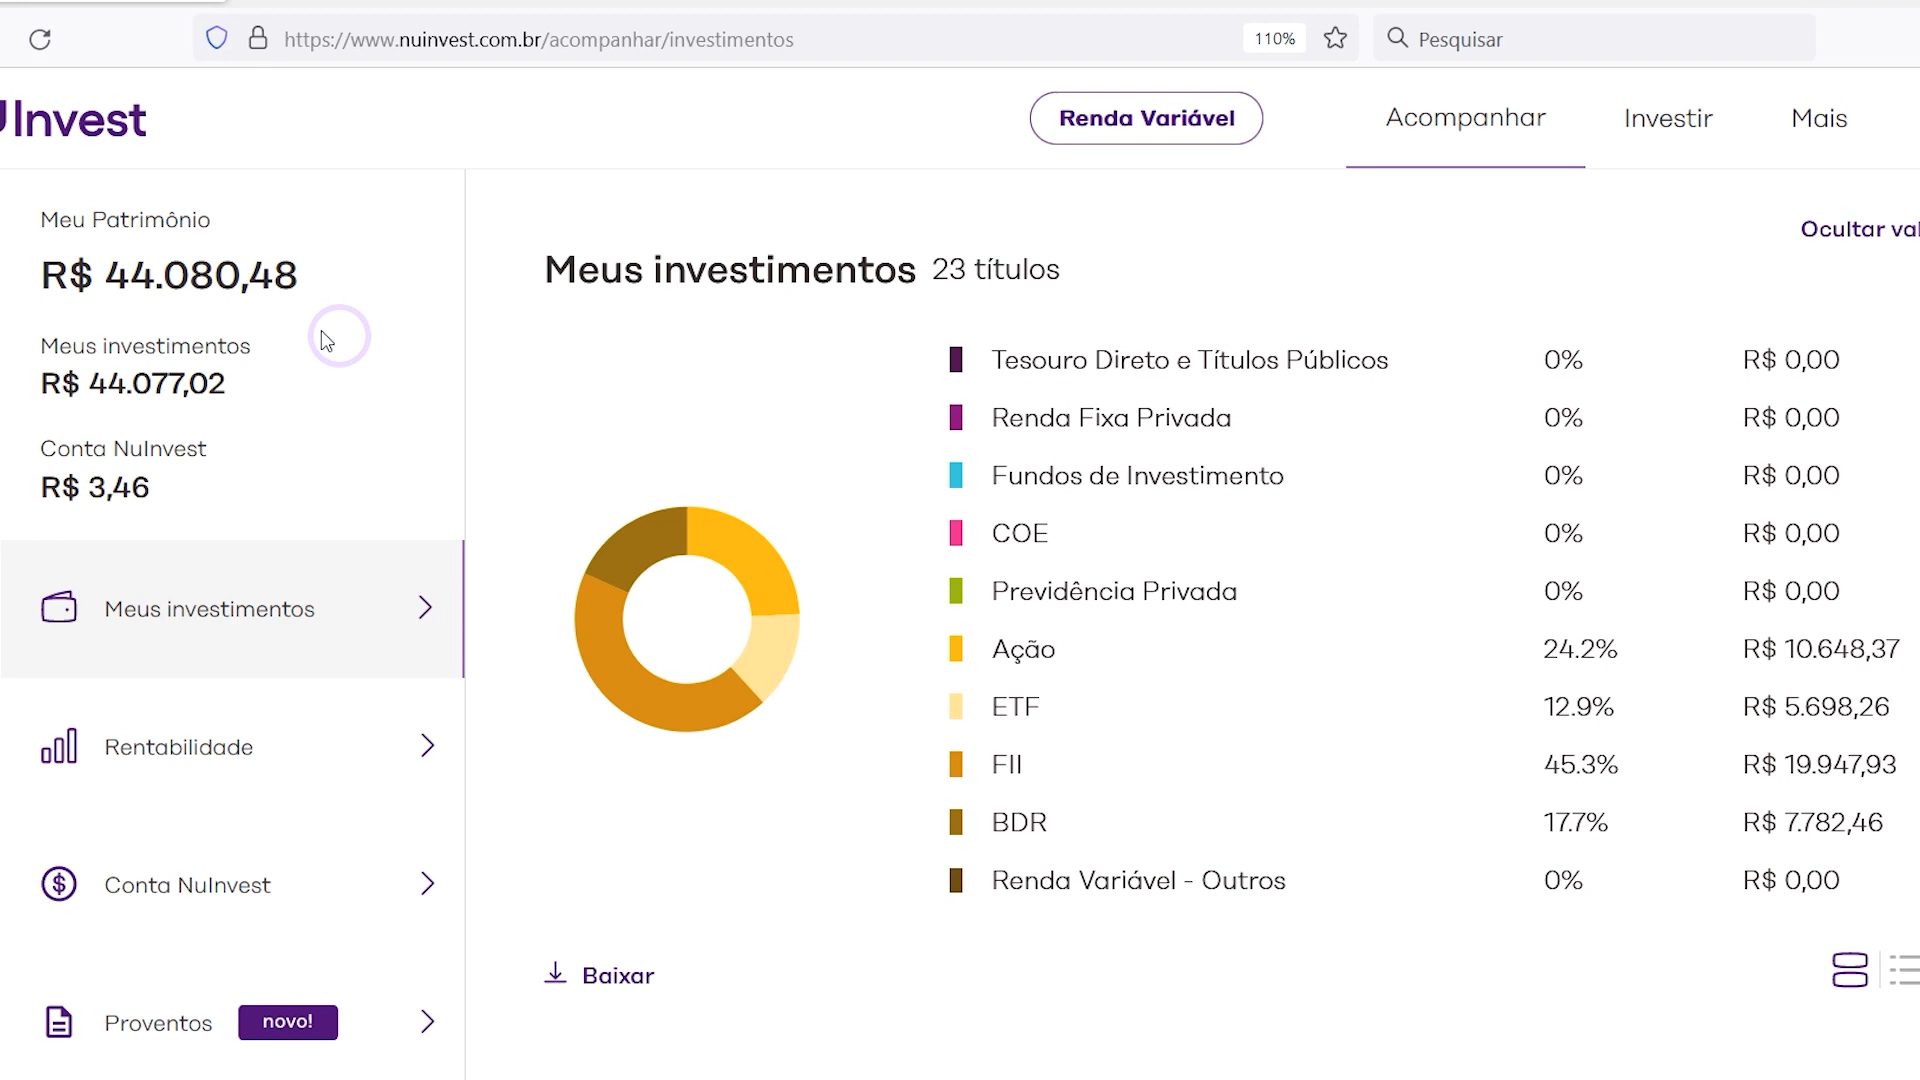 https://www.nuinvest.com.br/acompanhar/investimentos
110%
Pesquisar
Invest
Renda Variável
Acompanhar
Investir
Mais
Meu Patrimônio
R$ 44.080,48
Meus investimentos
R$ 44.077,02
Conta NuInvest
R$ 3,46
Meus investimentos
Rentabilidade
Conta NuInvest
Proventos novo!
Ocultar val
Meus investimentos 23 títulos
Tesouro Direto e Títulos Públicos 0% R$ 0,00
Renda Fixa Privada 0% R$ 0,00
Fundos de Investimento 0% R$ 0,00
COE 0% R$ 0,00
Previdência Privada 0% R$ 0,00
Ação 24.2% R$ 10.648,37
ETF 12.9% R$ 5.698,26
FII 45.3% R$ 19.947,93
BDR 17.7% R$ 7.782,46
Renda Variável - Outros 0% R$ 0,00
Baixar